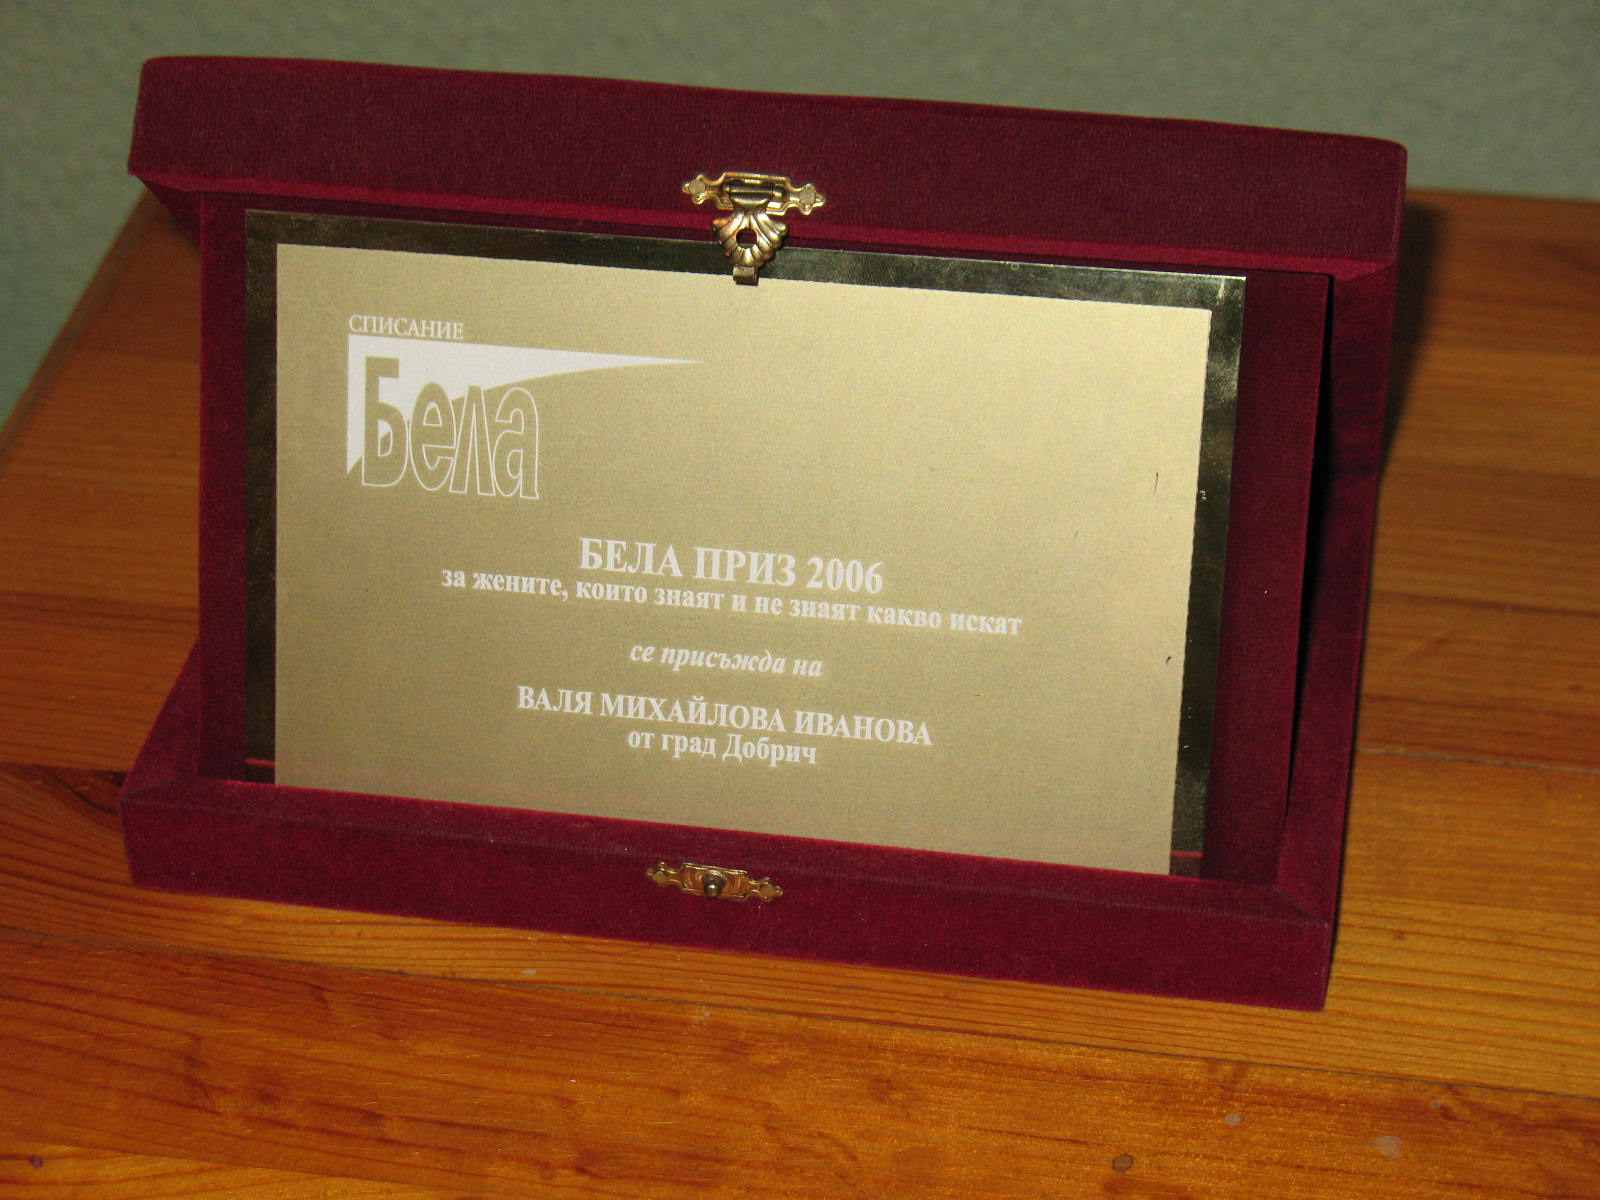 СПИСАНИЕ
Бела
БЕЛА ПРИЗ 2006
за жените, които знаят и не знаят какво искат
се присъжда на
ВАЛЯ МИХАЙЛОВА ИВАНОВА
от град Добрич